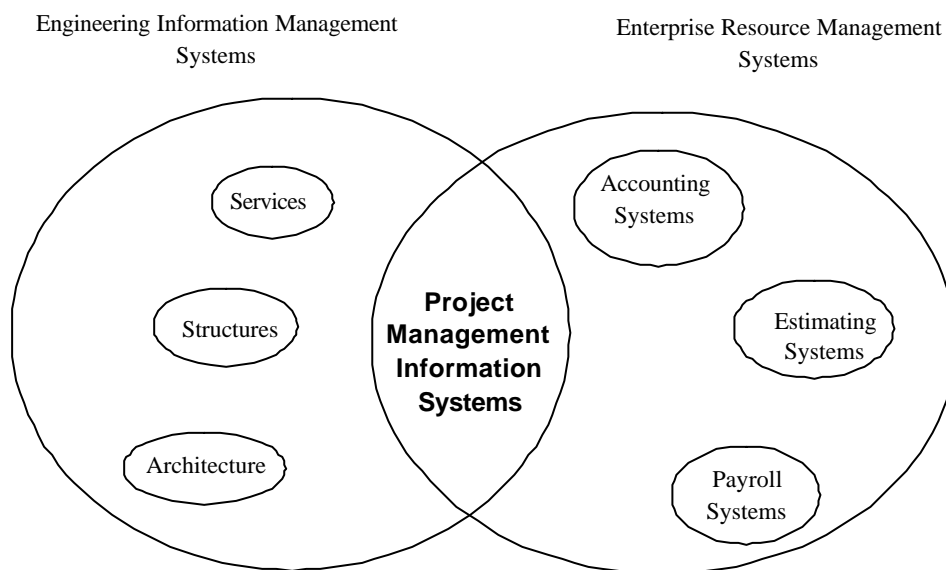 Engineering Information Management
Systems
Enterprise Resource Management
Systems
Services
Structures
Architecture
Project
Management
Information
Systems
Accounting
Systems
Estimating
Systems
Payroll
Systems